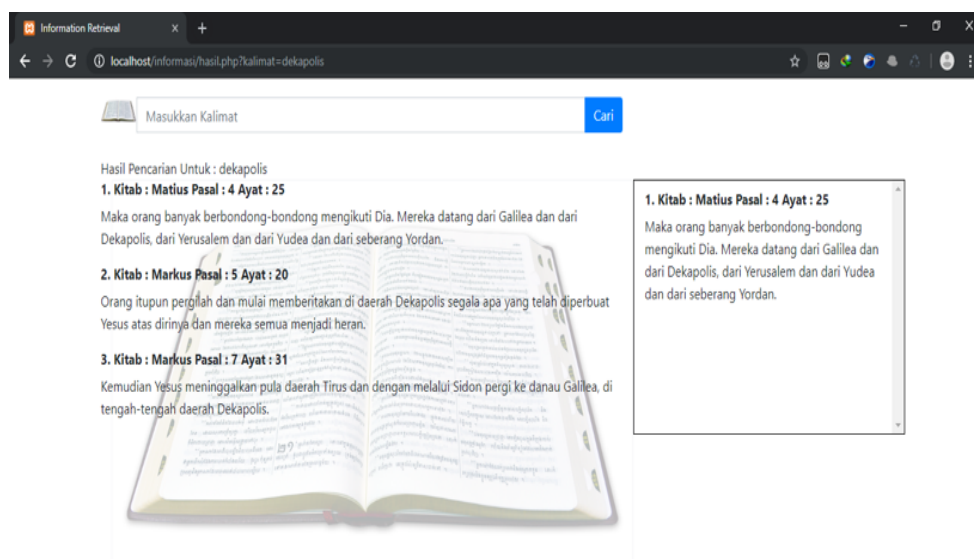 Information Retrieval
localhost/informasi/hasil.php?kalimat=dekapolis
Masukkan Kalimat
Cari
Hasil Pencarian Untuk : dekapolis
1. Kitab : Matius Pasal : 4 Ayat : 25
Maka orang banyak berbondong-bondong mengikuti Dia. Mereka datang dari Galilea dan dari
Dekapolis, dari Yerusalem dan dari Yudea dan dari seberang Yordan.
2. Kitab : Markus Pasal : 5 Ayat : 20
Orang itupun pergilah dan mulai memberitakan di daerah Dekapolis segala apa yang telah diperbuat
Yesus atas dirinya dan mereka semua menjadi heran.
3. Kitab : Markus Pasal : 7 Ayat : 31
Kemudian Yesus meninggalkan pula daerah Tirus dan dengan melalui Sidon pergi ke danau Galilea, di
tengah-tengah daerah Dekapolis.
1. Kitab : Matius Pasal : 4 Ayat : 25
Maka orang banyak berbondong-bondong
mengikuti Dia. Mereka datang dari Galilea dan
dari Dekapolis, dari Yerusalem dan dari Yudea
dan dari seberang Yordan.